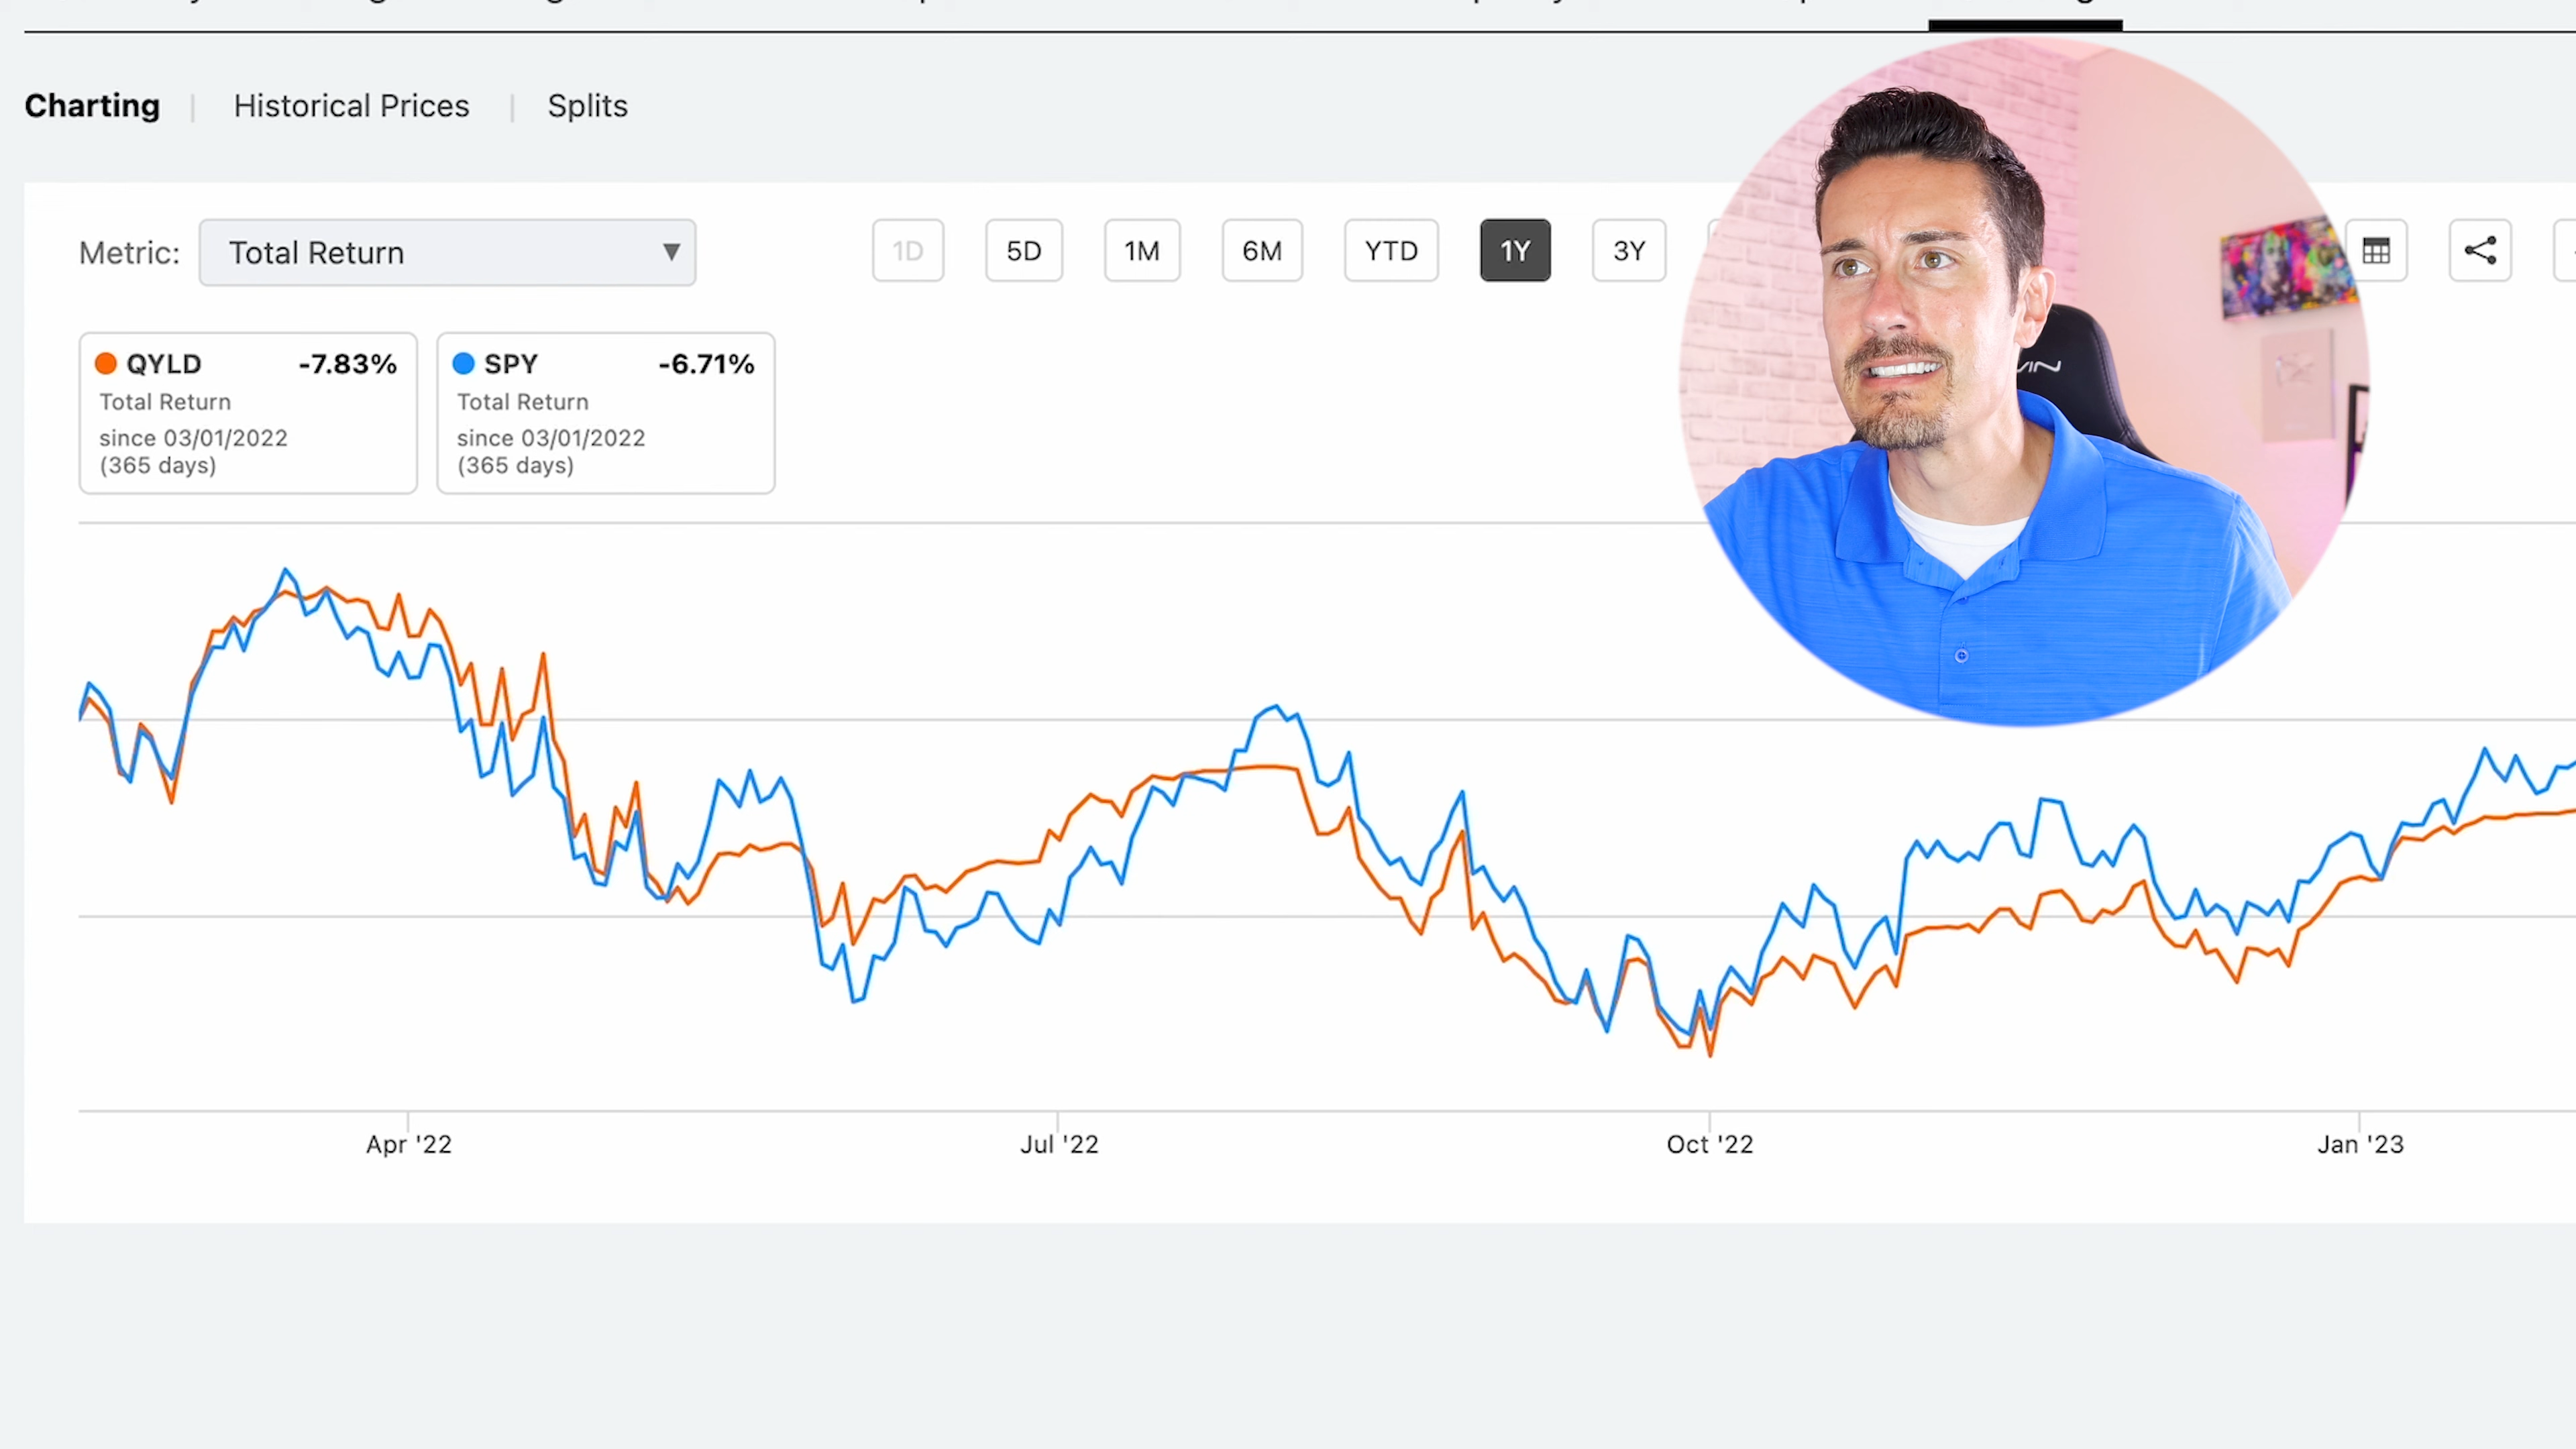 Charting | Historical Prices | Splits
Metric: Total Return ▼ 1D 5D 1M 6M YTD 1Y 3Y
QYLD -7.83%
Total Return
since 03/01/2022
(365 days)
SPY -6.71%
Total Return
since 03/01/2022
(365 days)
Apr '22 Jul '22 Oct '22 Jan '23